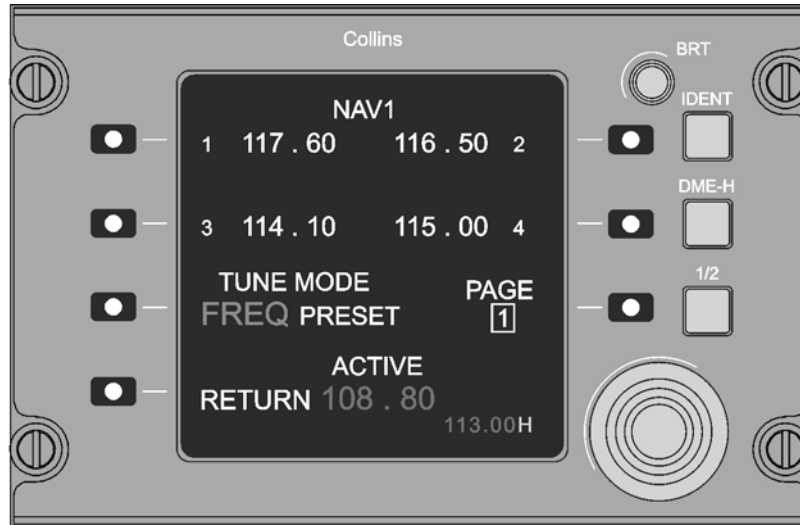 Collins
BRT
IDENT
NAV1
1 117 . 60 116 . 50 2
DME-H
3 114 . 10 115 . 00 4
1/2
TUNE MODE PAGE
FREQ PRESET 1
ACTIVE
RETURN 108 . 80
113.00H